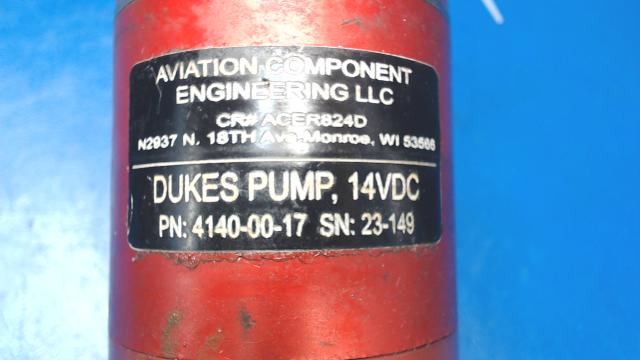 AVIATION COMPONENT
ENGINEERING LLC
CR# ACER824D
N2937 N. 18TH Ave.Monroe, WI 53566
DUKES PUMP, 14VDC
PN: 4140-00-17 SN: 23-149